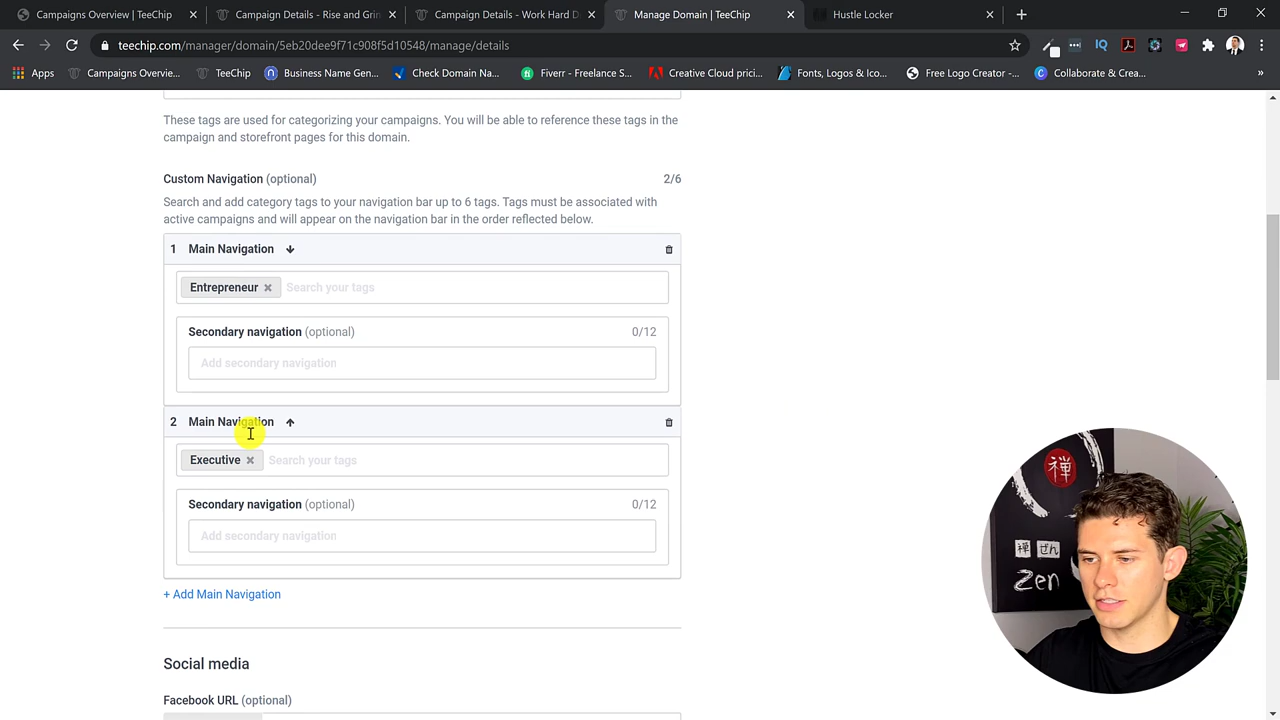 Campaigns Overview | TeeChip
Campaign Details - Rise and Grin
Campaign Details - Work Hard D
Manage Domain | TeeChip
Hustle Locker
teechip.com/manager/domain/5eb20dee9f71c908f5d10548/manage/details
IQ
Apps
Campaigns Overvie...
TeeChip
Business Name Gen...
Check Domain Na...
Fiverr - Freelance S...
Creative Cloud prici...
Fonts, Logos & Ico...
Free Logo Creator -...
Collaborate & Crea...
These tags are used for categorizing your campaigns. You will be able to reference these tags in the
campaign and storefront pages for this domain.
Custom Navigation (optional) 2/6
Search and add category tags to your navigation bar up to 6 tags. Tags must be associated with
active campaigns and will appear on the navigation bar in the order reflected below.
1 Main Navigation
Entrepreneur Search your tags
Secondary navigation (optional) 0/12
Add secondary navigation
2 Main Navigation
Executive Search your tags
Secondary navigation (optional) 0/12
Add secondary navigation
+ Add Main Navigation
Social media
Facebook URL (optional)
禅
禅 ぜん
Zen